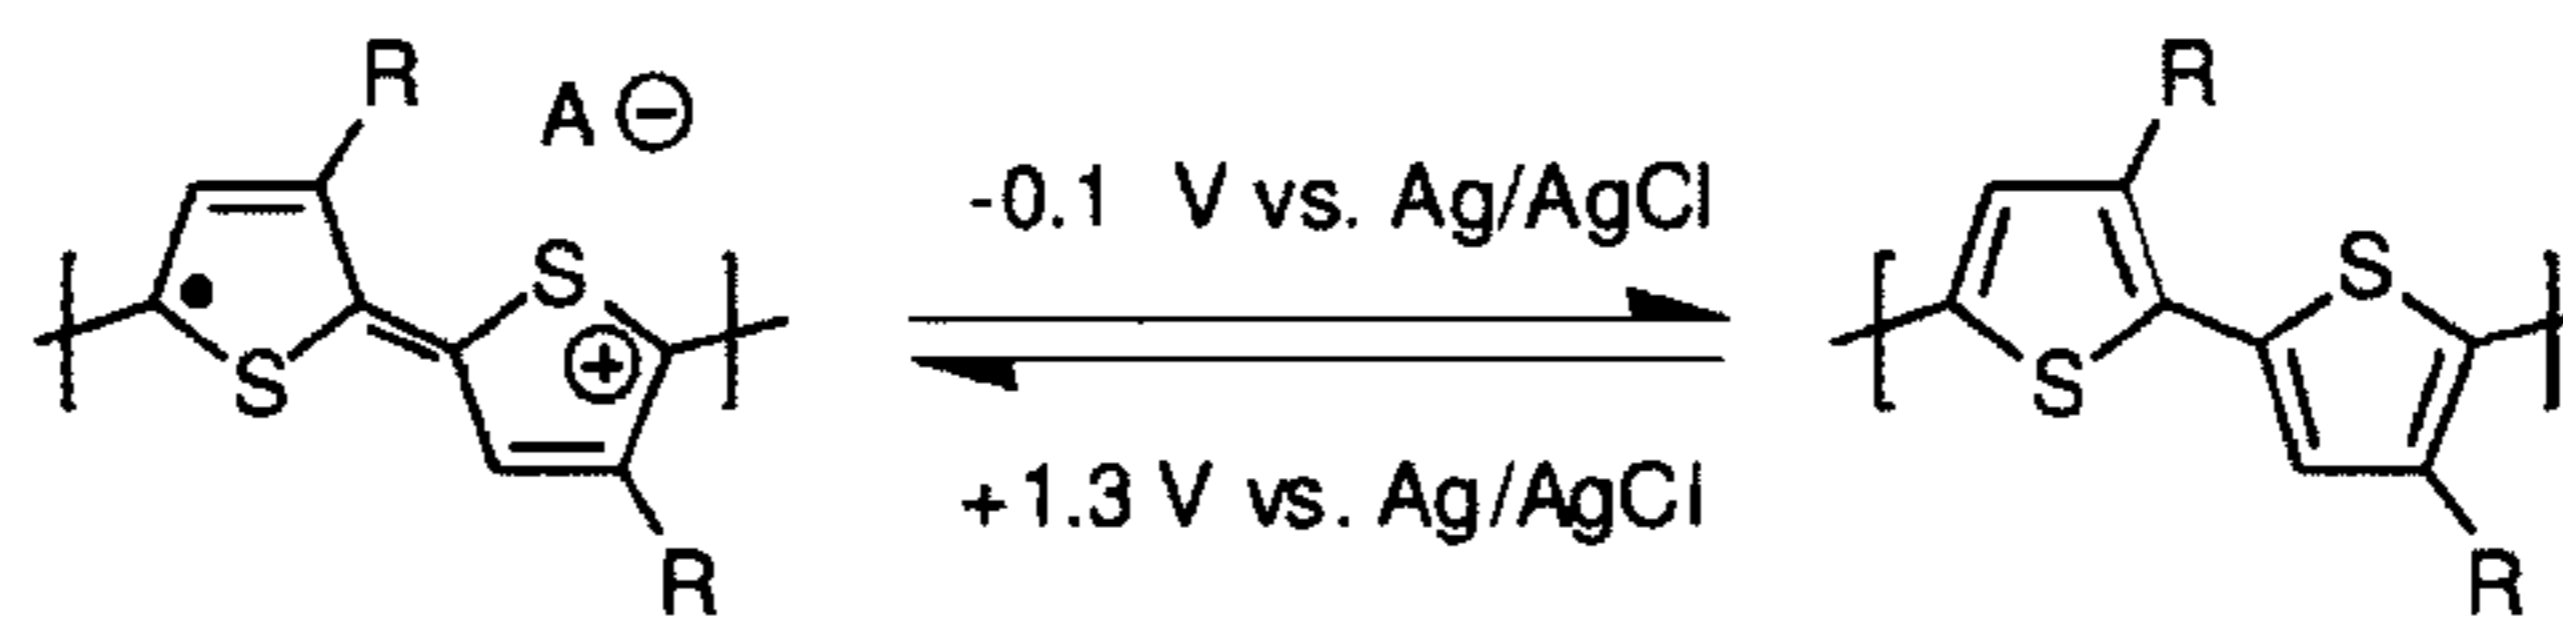 R
A ⊖
S
S
⊕
R
-0.1 V vs. Ag/AgCl
+1.3 V vs. Ag/AgCl
R
S
S
R